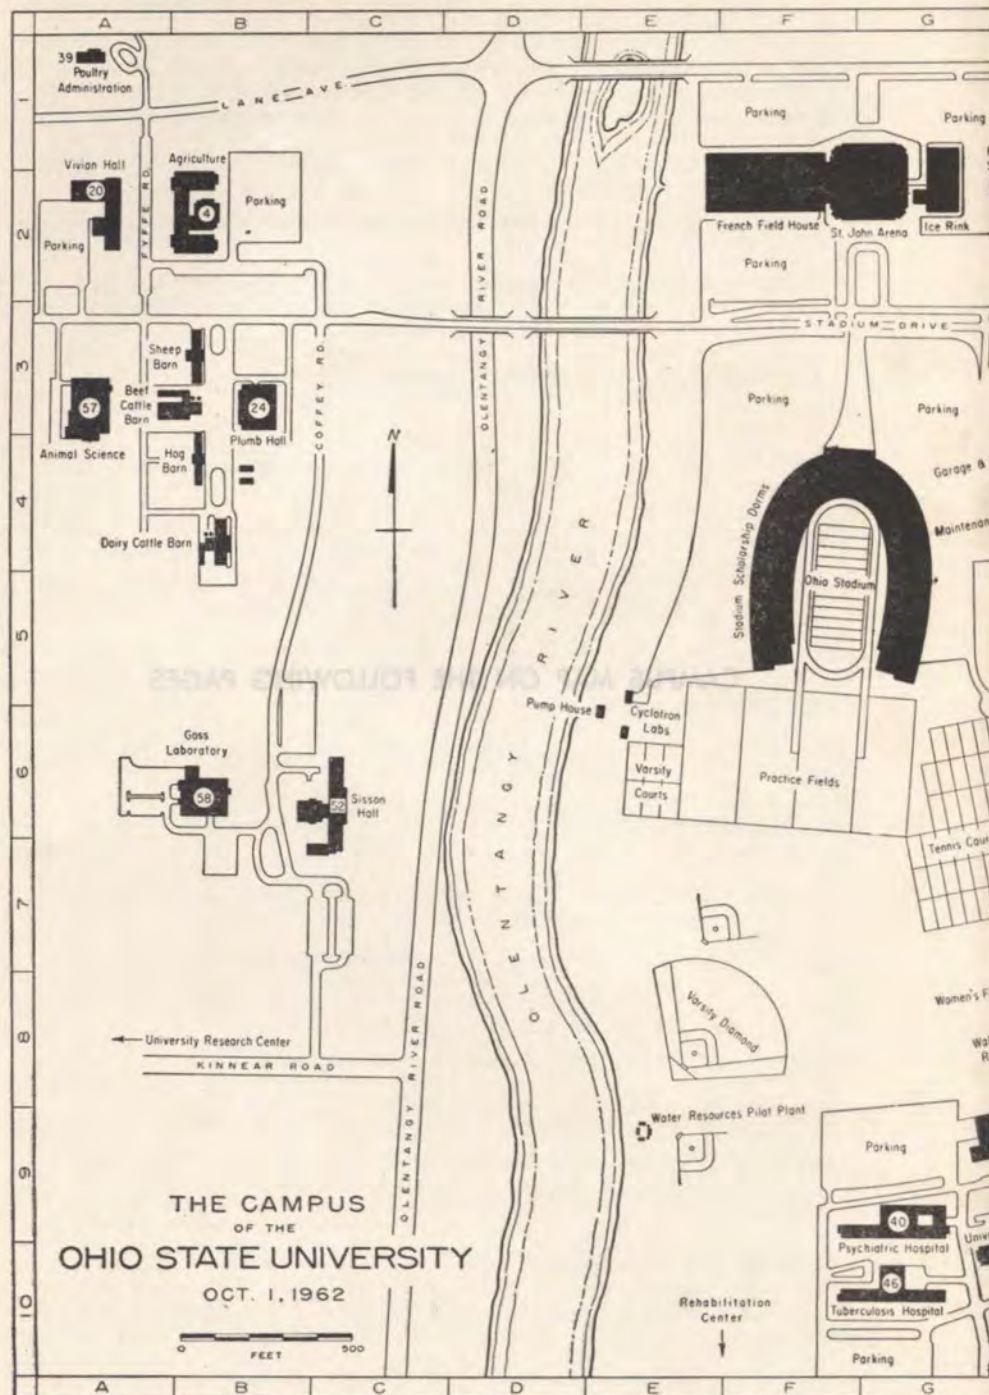 A B C D E F G
1
39
Poultry
Administration
LANE AVE.
Parking
Parking
Vivian Hall
20
Agriculture
4
Parking
FYFFE RD.
Parking
2
OLENTANGY RIVER ROAD
French Field House
St. John Arena
Ice Rink
Parking
STADIUM DRIVE
3
Sheep
Barn
Beef
Cattle
Barn
57
24
Animal Science
Hog
Barn
Plumb Hall
COFFEY RD.
N
Parking
Parking
4
Garage &
Dairy Cattle Barn
Stadium Scholarship Dorms
Ohio Stadium
5
OLENTANGY RIVER
CAMPUS MAP ON THE FOLLOWING PAGES
Pump House
Cyclotron
Labs
Goss
Laboratory
6
58
52
Sisson
Hall
Varsity
Courts
Practice Fields
7
8
Varsity Diamond
Women's
University Research Center
KINNEAR ROAD
OLENTANGY RIVER ROAD
Water Resources Pilot Plant
9
Parking
THE CAMPUS
OF THE
OHIO STATE UNIVERSITY
OCT. 1, 1962
40
Psychiatric Hospital
46
Tuberculosis Hospital
10
Rehabilitation
Center
0 500
FEET
Parking
A B C D E F G